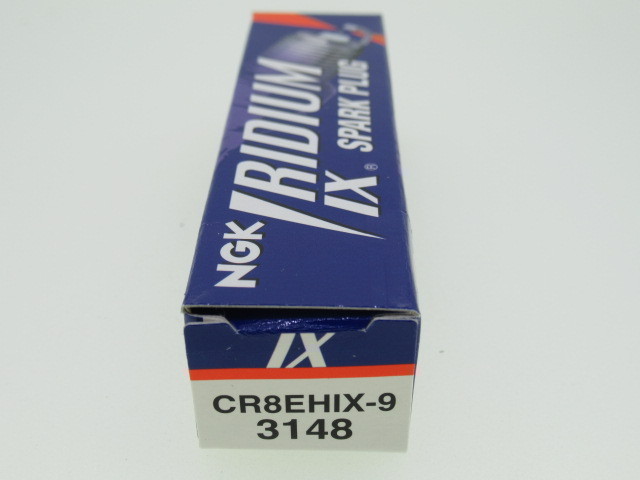 NGK IRIDIUM
IX® SPARK PLUG
IX
CR8EHIX-9
3148